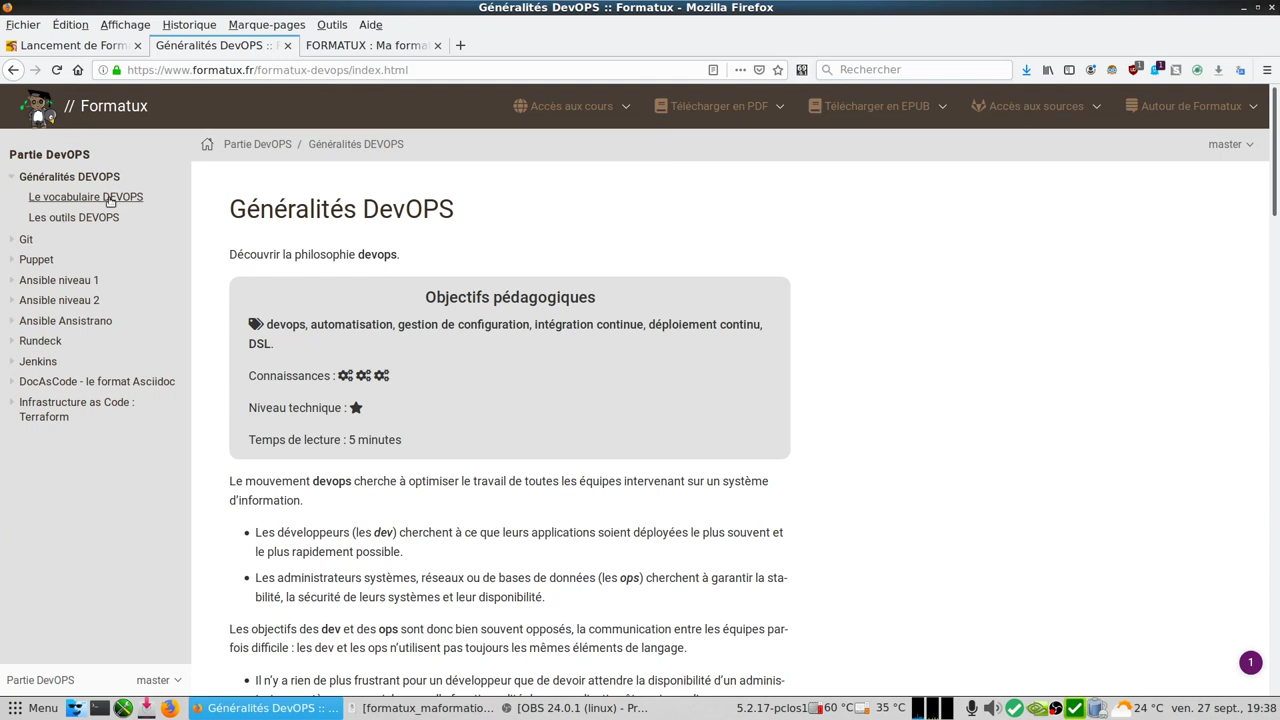 Généralités DevOPS :: Formatux - Mozilla Firefox
Fichier Édition Affichage Historique Marque-pages Outils Aide
Lancement de Form
Généralités DevOPS :: F
FORMATUX : Ma forma
https://www.formatux.fr/formatux-devops/index.html
Rechercher
1
1
// Formatux
Accès aux cours
Télécharger en PDF
Télécharger en EPUB
Accès aux sources
Autour de Formatux
Partie DevOPS / Généralités DEVOPS
master
Partie DevOPS
Généralités DEVOPS
Le vocabulaire DEVOPS
Les outils DEVOPS
Git
Puppet
Ansible niveau 1
Ansible niveau 2
Ansible Ansistrano
Rundeck
Jenkins
DocAsCode - le format Asciidoc
Infrastructure as Code :
Terraform
Partie DevOPS
master
Généralités DevOPS
Découvrir la philosophie devops.
Objectifs pédagogiques
devops, automatisation, gestion de configuration, intégration continue, déploiement continu,
DSL.
Connaissances :
Niveau technique :
Temps de lecture : 5 minutes
Le mouvement devops cherche à optimiser le travail de toutes les équipes intervenant sur un système
d’information.
Les développeurs (les dev) cherchent à ce que leurs applications soient déployées le plus souvent et
le plus rapidement possible.
Les administrateurs systèmes, réseaux ou de bases de données (les ops) cherchent à garantir la sta-
bilité, la sécurité de leurs systèmes et leur disponibilité.
Les objectifs des dev et des ops sont donc bien souvent opposés, la communication entre les équipes par-
fois difficile : les dev et les ops n’utilisent pas toujours les mêmes éléments de langage.
Il n’y a rien de plus frustrant pour un développeur que de devoir attendre la disponibilité d’un adminis-
1
Menu
Généralités DevOPS :: ...
[formatux_maformatio...
[OBS 24.0.1 (linux) - Pr...
5.2.17-pclos1
60 °C
35 °C
24 °C
ven. 27 sept., 19:38